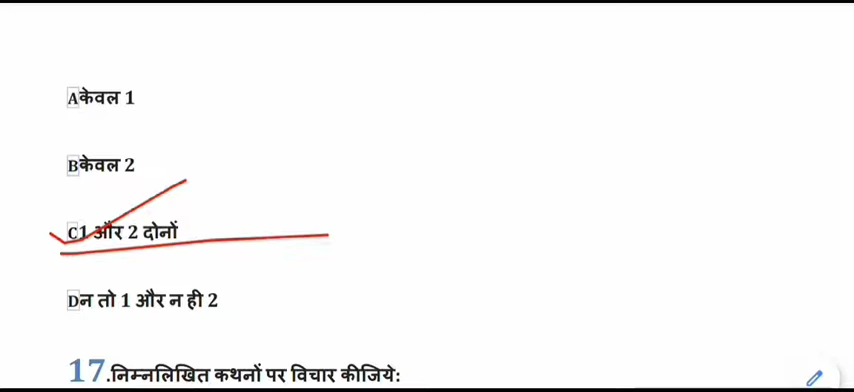 Aकेवल 1
Bकेवल 2
C1 और 2 दोनों
Dन तो 1 और न ही 2
17.निम्नलिखित कथनों पर विचार कीजिये: